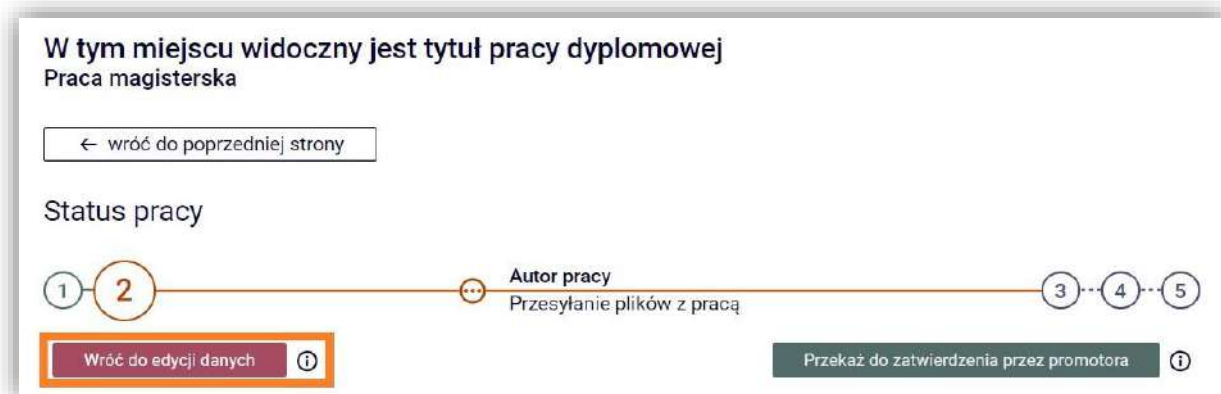 W tym miejscu widoczny jest tytuł pracy dyplomowej
Praca magisterska
← wróć do poprzedniej strony
Status pracy
1 2 Autor pracy 3 4 5
Przesyłanie plików z pracą
Wróć do edycji danych
Przekaż do zatwierdzenia przez promotora